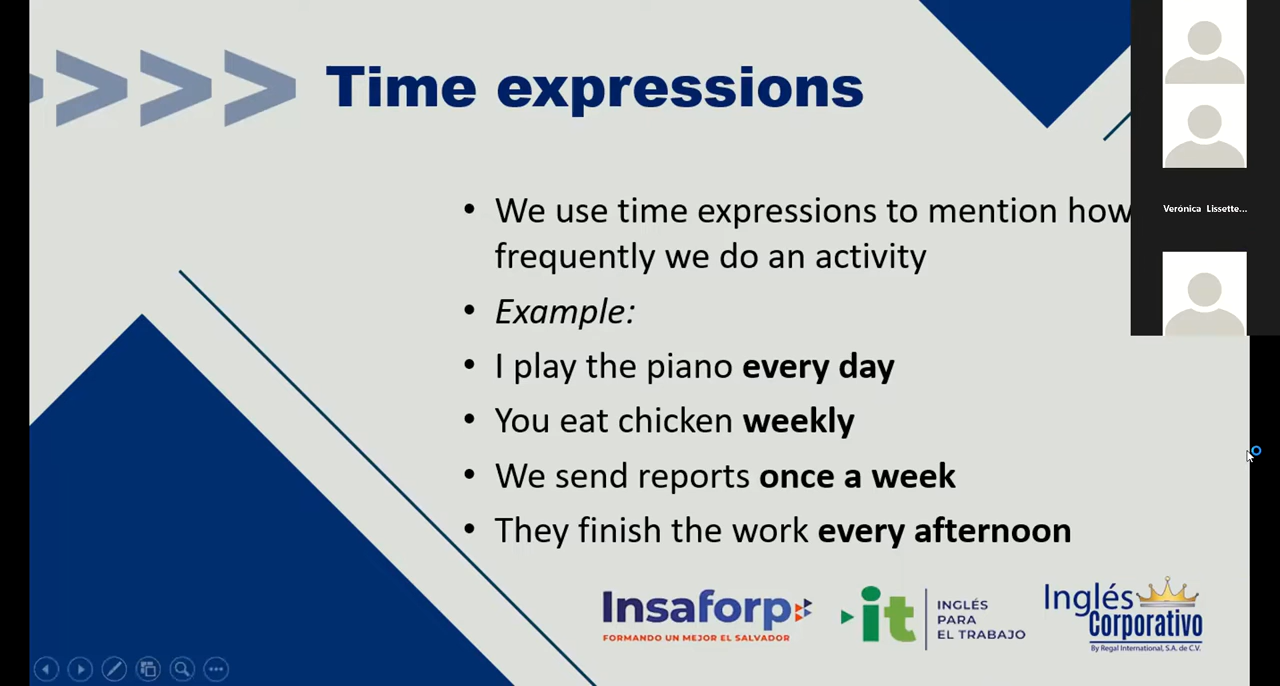 Time expressions
• We use time expressions to mention how
frequently we do an activity
• Example:
• I play the piano every day
• You eat chicken weekly
• We send reports once a week
• They finish the work every afternoon
Verónica Lissette...
Insaforp
FORMANDO UN MEJOR EL SALVADOR
it
INGLÉS
PARA
EL TRABAJO
Inglés
Corporativo
By Regal International, S.A. de C.V.